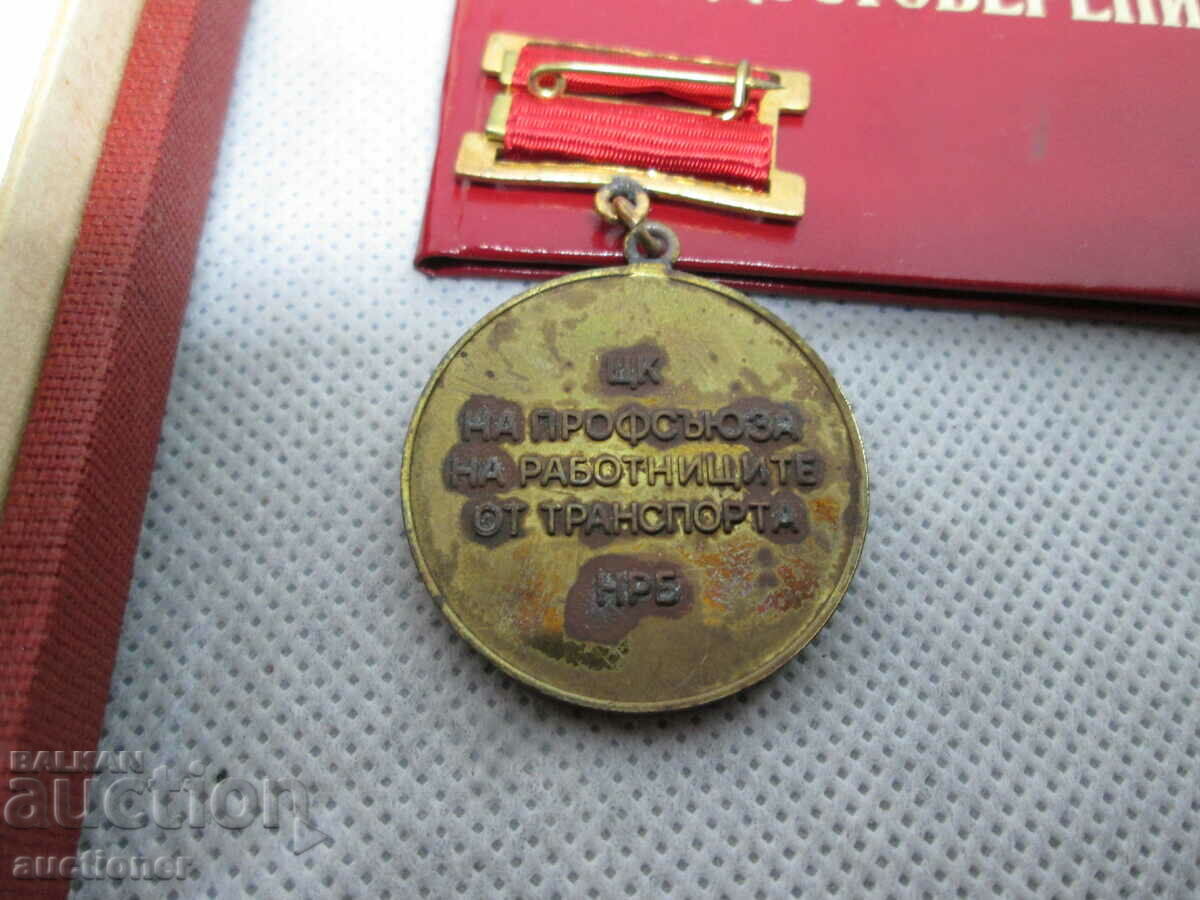 ЦК
НА ПРОФСЪЮЗА
НА РАБОТНИЦИТЕ
ОТ ТРАНСПОРТА
НРБ
BALKAN
auction
auctioner